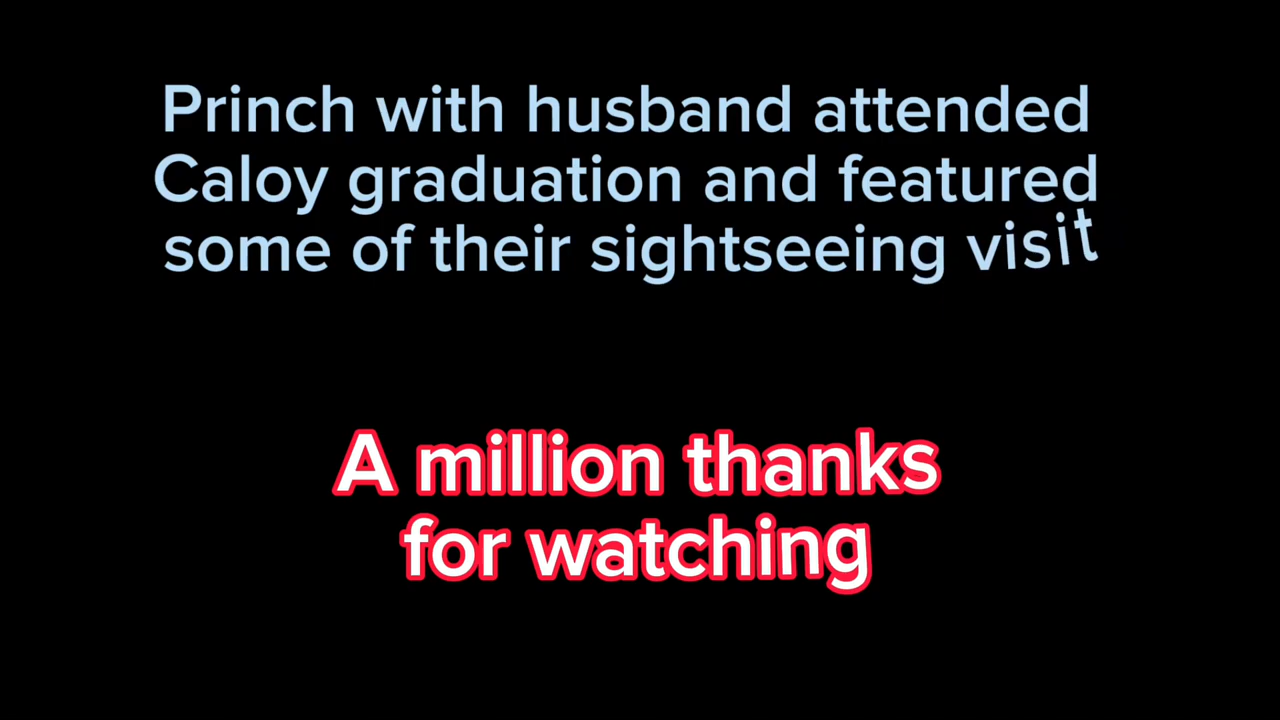 Princh with husband attended
Caloy graduation and featured
some of their sightseeing visit
A million thanks
for watching